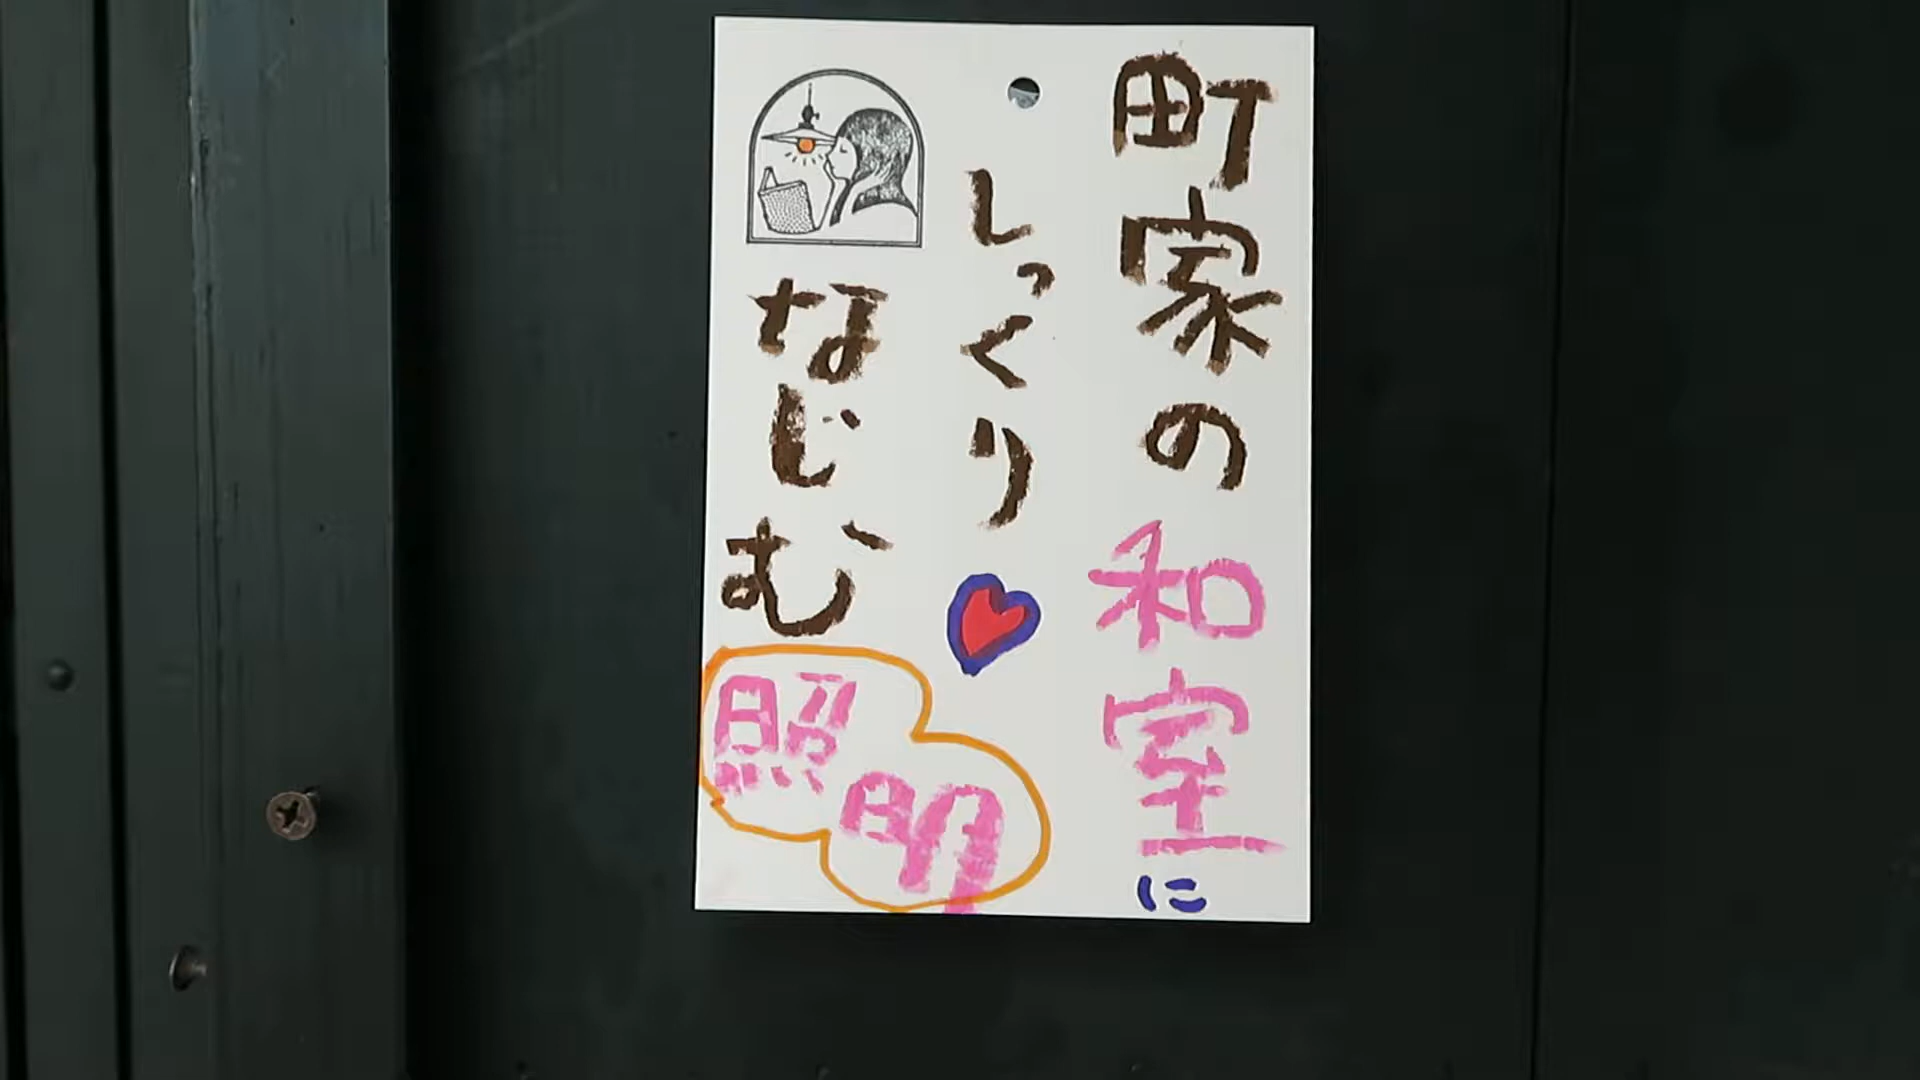 町家の和室に
しっくり
なじむ
照明